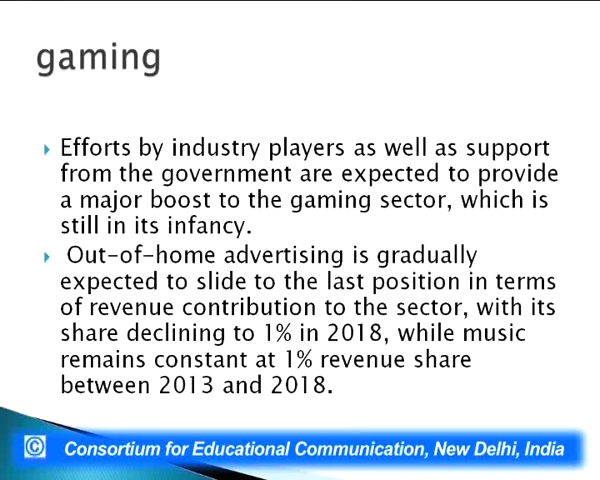 gaming
Efforts by industry players as well as support
from the government are expected to provide
a major boost to the gaming sector, which is
still in its infancy.
Out-of-home advertising is gradually
expected to slide to the last position in terms
of revenue contribution to the sector, with its
share declining to 1% in 2018, while music
remains constant at 1% revenue share
between 2013 and 2018.
© Consortium for Educational Communication, New Delhi, India